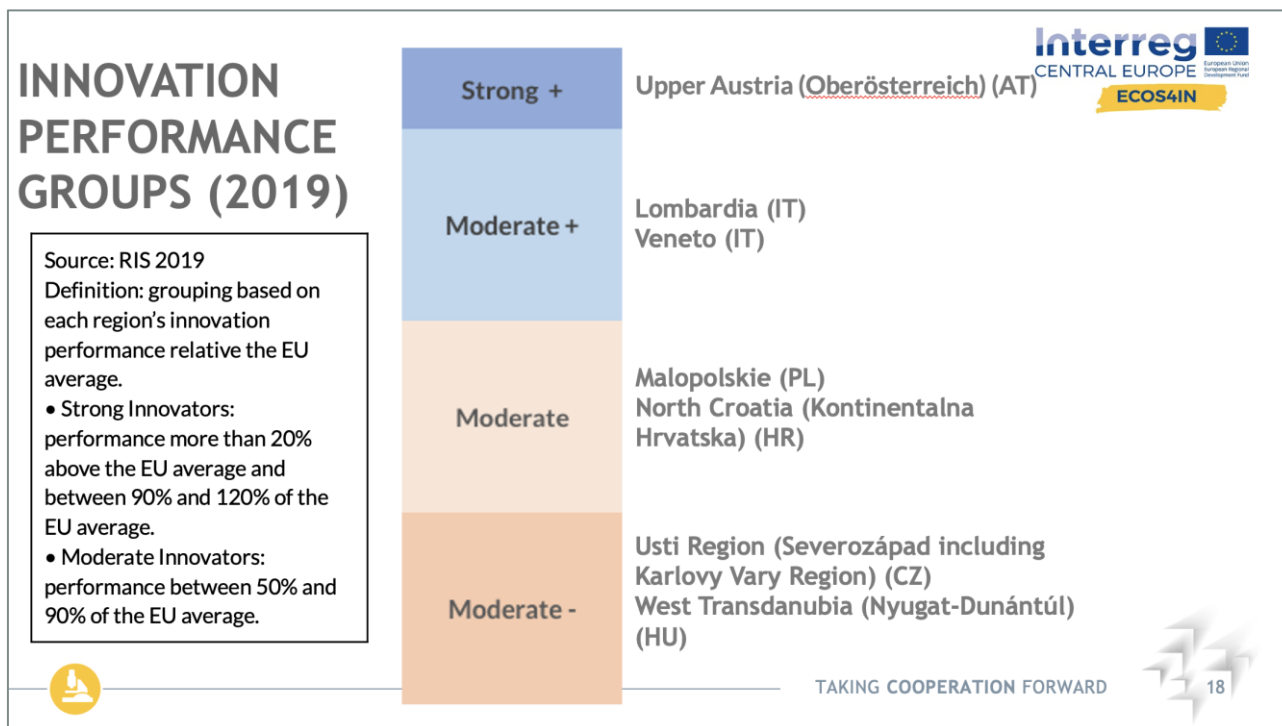 INNOVATION
PERFORMANCE
GROUPS (2019)
Source: RIS 2019
Definition: grouping based on
each region's innovation
performance relative the EU
average.
• Strong Innovators:
performance more than 20%
above the EU average and
between 90% and 120% of the
EU average.
• Moderate Innovators:
performance between 50% and
90% of the EU average.
Strong +
Upper Austria (Oberösterreich) (AT)
Moderate +
Lombardia (IT)
Veneto (IT)
Moderate
Malopolskie (PL)
North Croatia (Kontinentalna
Hrvatska) (HR)
Moderate -
Usti Region (Severozápad including
Karlovy Vary Region) (CZ)
West Transdanubia (Nyugat-Dunántúl)
(HU)
Interreg
CENTRAL EUROPE
European Union
European Regional
Development Fund
ECOS4IN
TAKING COOPERATION FORWARD
18